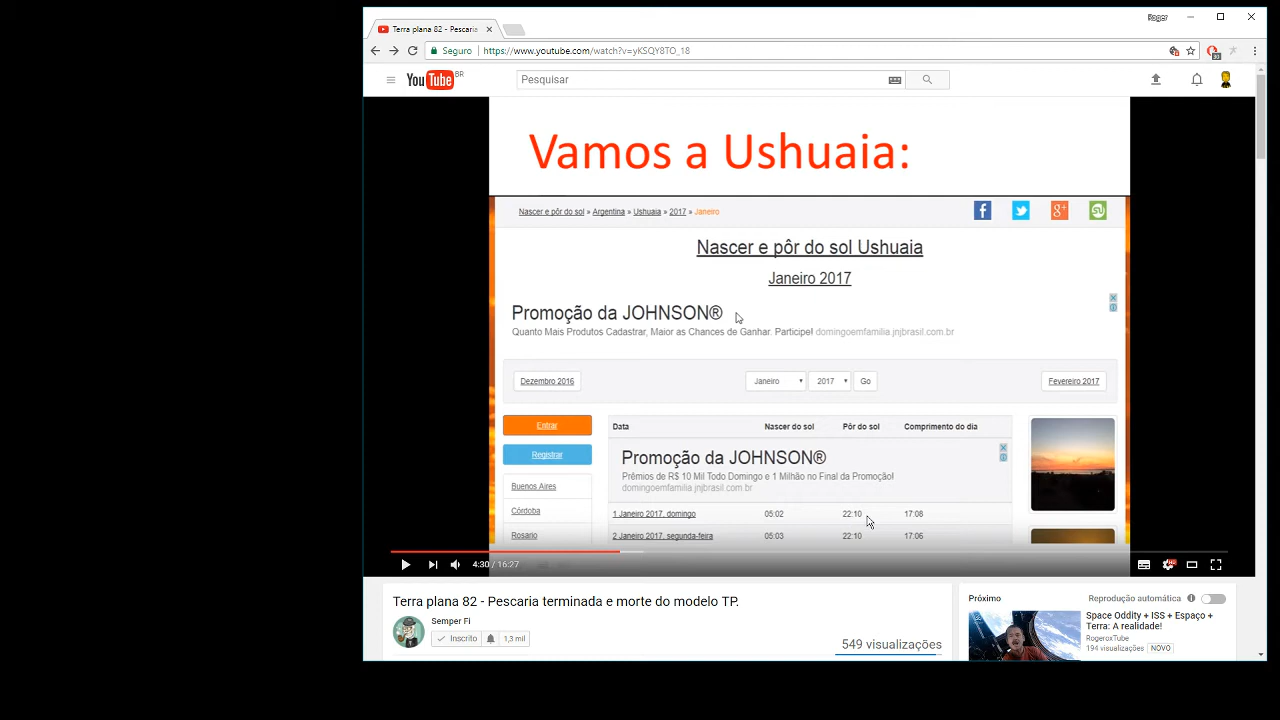 Roger
Terra plana 82 - Pescaria
Seguro
https://www.youtube.com/watch?v=yKSQY8TO_18
YouTube BR
Pesquisar
Vamos a Ushuaia:
Nascer e pôr do sol » Argentina » Ushuaia » 2017 » Janeiro
Nascer e pôr do sol Ushuaia
Janeiro 2017
Promoção da JOHNSON®
Quanto Mais Produtos Cadastrar, Maior as Chances de Ganhar. Participe! domingoemfamilia.jnjbrasil.com.br
Dezembro 2016
Janeiro
2017
Go
Fevereiro 2017
Entrar
Registrar
Buenos Aires
Córdoba
Rosario
Data Nascer do sol Pôr do sol Comprimento do dia
Promoção da JOHNSON®
Prêmios de R$ 10 Mil Todo Domingo e 1 Milhão no Final da Promoção!
domingoemfamilia.jnjbrasil.com.br
1 Janeiro 2017, domingo 05:02 22:10 17:08
2 Janeiro 2017, segunda-feira 05:03 22:10 17:06
4:30 / 16:27
Terra plana 82 - Pescaria terminada e morte do modelo TP.
Semper Fi
Inscrito 1,3 mil
549 visualizações
Próximo
Reprodução automática
Space Oddity + ISS + Espaço +
Terra: A realidade!
RogeroxTube
194 visualizações NOVO